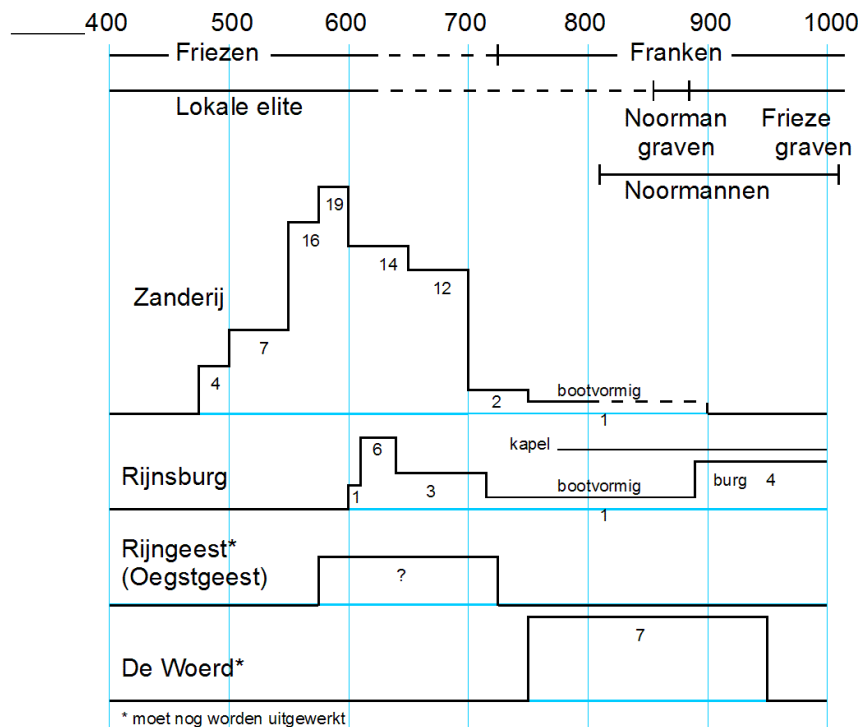 400 500 600 700 800 900 1000
Friezen Franken
Lokale elite
Noorman Frieze
graven graven
Noormannen
19
16
14
Zanderij 12
7
4
bootvormig
2
1
kapel
6
Rijnsburg
bootvormig burg 4
1 3
1
Rijngeest*
(Oegstgeest) ?
7
De Woerd*
* moet nog worden uitgewerkt